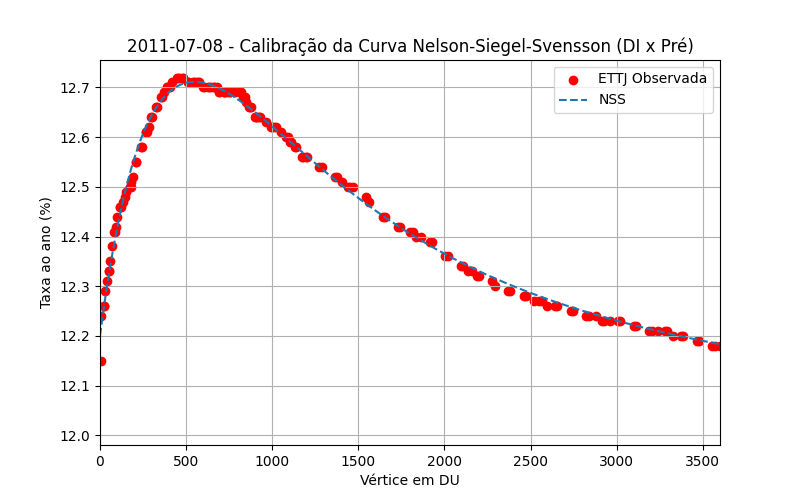 2011-07-08 - Calibração da Curva Nelson-Siegel-Svensson (DI x Pré)
ETTJ Observada
NSS
12.7
12.6
12.5
12.4
12.3
12.2
12.1
12.0
Taxa ao ano (%)
0 500 1000 1500 2000 2500 3000 3500
Vértice em DU